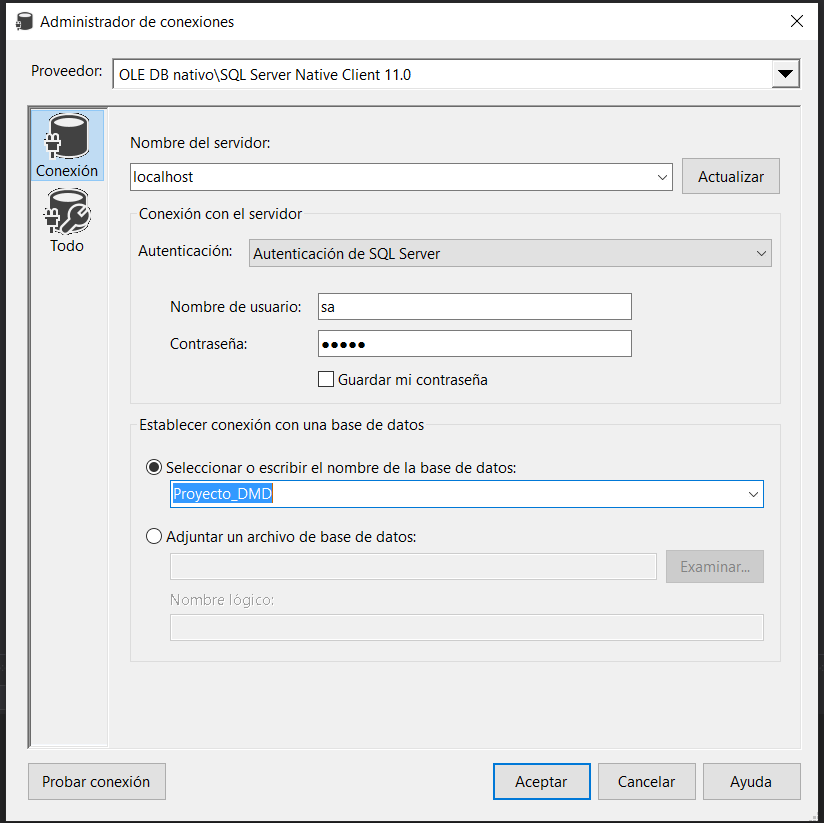 Administrador de conexiones
Proveedor: OLE DB nativo\SQL Server Native Client 11.0
Conexión
Todo
Nombre del servidor:
localhost Actualizar
Conexión con el servidor
Autenticación: Autenticación de SQL Server
Nombre de usuario: sa
Contraseña: ●●●●●
Guardar mi contraseña
Establecer conexión con una base de datos
Seleccionar o escribir el nombre de la base de datos:
Proyecto_DMD
Adjuntar un archivo de base de datos:
Examinar...
Nombre lógico:
Probar conexión Aceptar Cancelar Ayuda